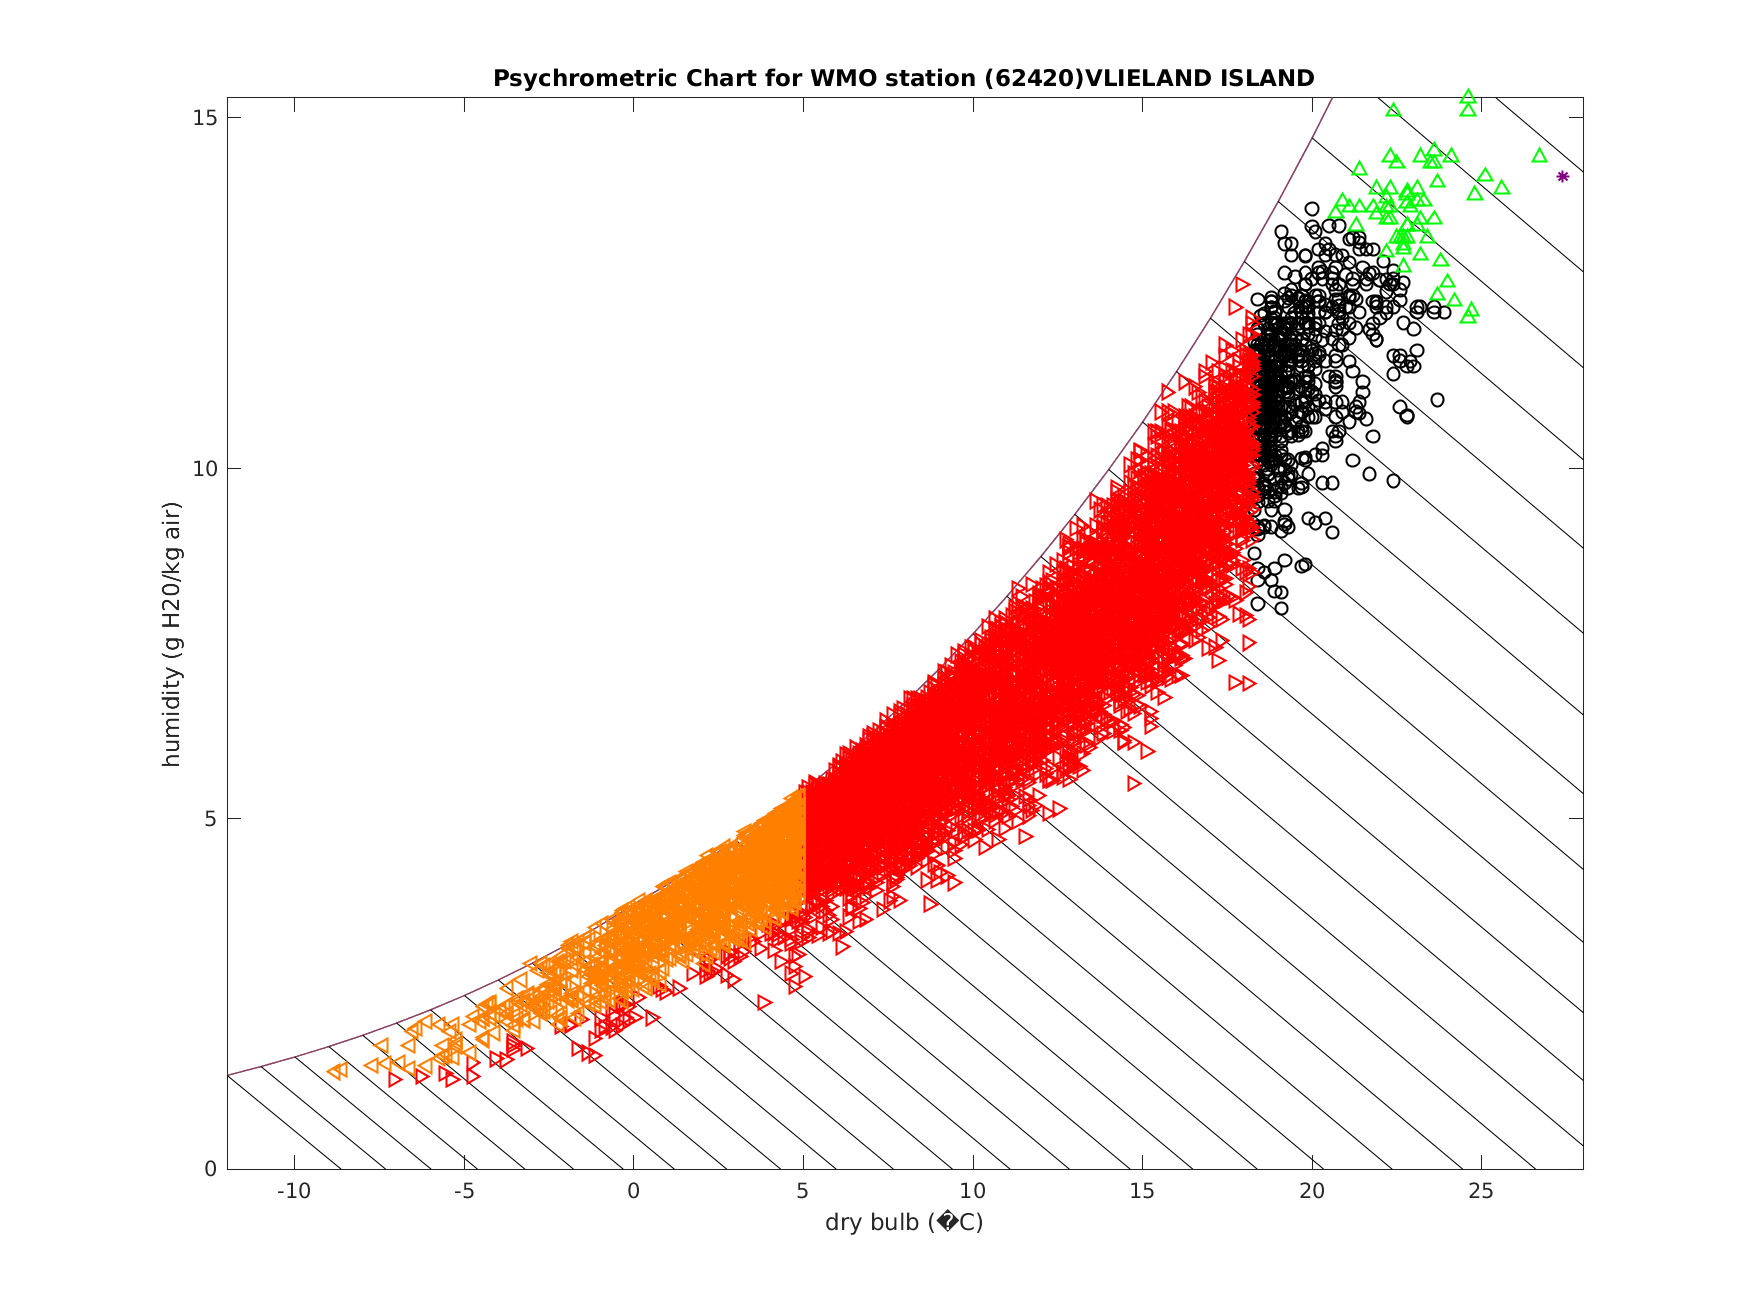 Psychrometric Chart for WMO station (62420)VLIELAND ISLAND
15
10
5
0
humidity (g H20/kg air)
-10 -5 0 5 10 15 20 25
dry bulb (�C)